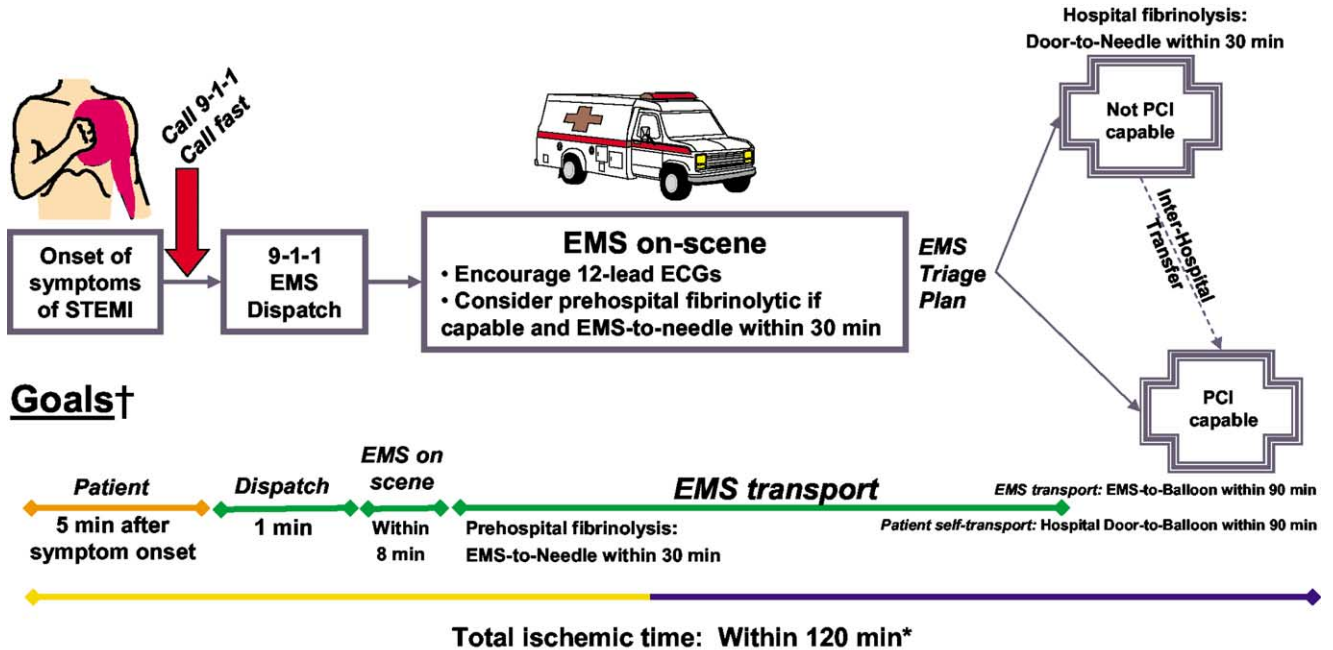 Hospital fibrinolysis:
Door-to-Needle within 30 min
Call 9-1-1
Call fast
Not PCI
capable
Inter-Hospital
Transfer
Onset of
symptoms
of STEMI
9-1-1
EMS
Dispatch
EMS on-scene
• Encourage 12-lead ECGs
• Consider prehospital fibrinolytic if
capable and EMS-to-needle within 30 min
EMS
Triage
Plan
PCI
capable
Goals†
Patient
5 min after
symptom onset
Dispatch
1 min
EMS on
scene
Within
8 min
EMS transport
Prehospital fibrinolysis:
EMS-to-Needle within 30 min
EMS transport: EMS-to-Balloon within 90 min
Patient self-transport: Hospital Door-to-Balloon within 90 min
Total ischemic time: Within 120 min*